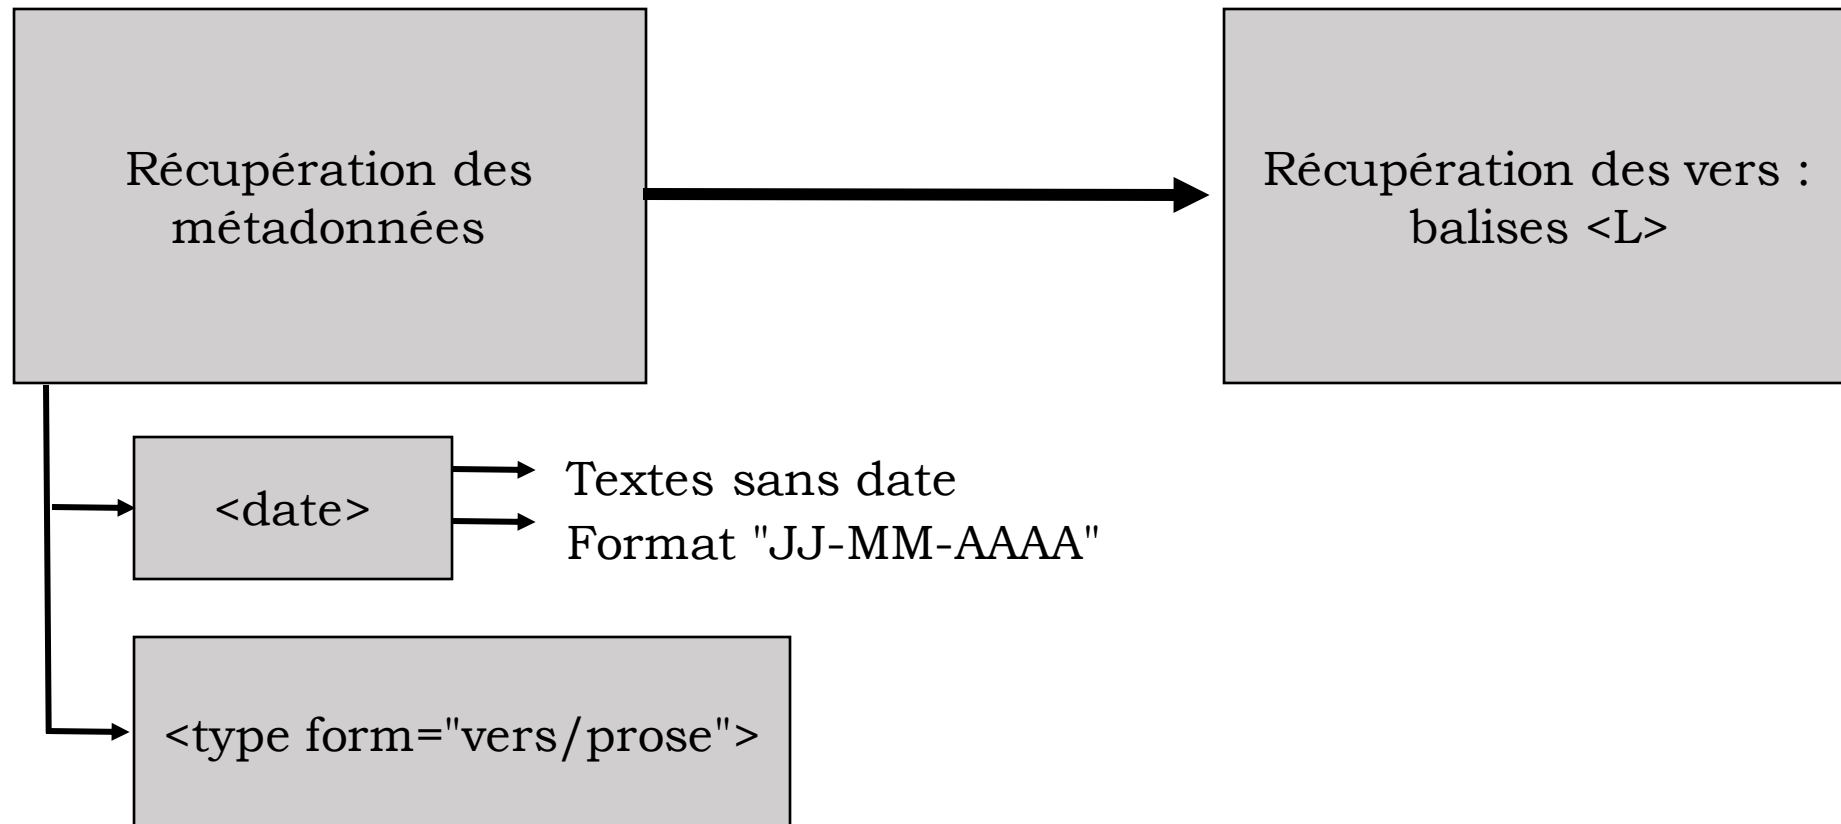 Récupération des
métadonnées
Récupération des vers :
balises <L>
<date>
Textes sans date
Format "JJ-MM-AAAA"
<type form="vers/prose">